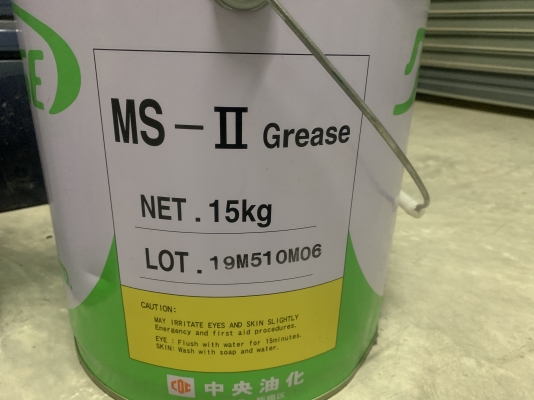 MS-II Grease
NET. 15kg
LOT. 19M510M06
CAUTION:
MAY IRRITATE EYES AND SKIN SLIGHTLY
Emergency and first aid procedures.
EYE: Flush with water for 15minutes.
SKIN: Wash with soap and water.
COC 中央油化